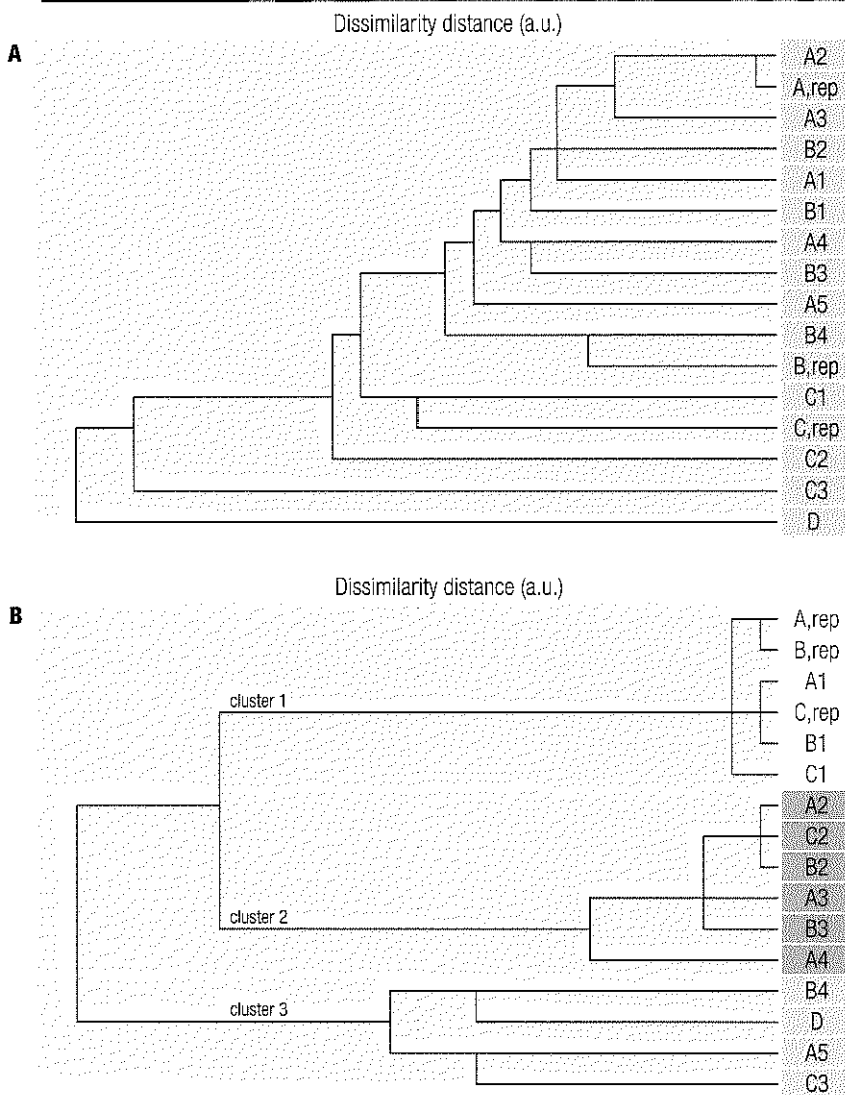 Dissimilarity distance (a.u.)
A
A2
A,rep
A3
B2
A1
B1
A4
B3
A5
B4
B,rep
C1
C,rep
C2
C3
D
Dissimilarity distance (a.u.)
B
A,rep
B,rep
A1
cluster 1
C,rep
B1
C1
A2
C2
B2
A3
cluster 2
B3
A4
B4
cluster 3
D
A5
C3